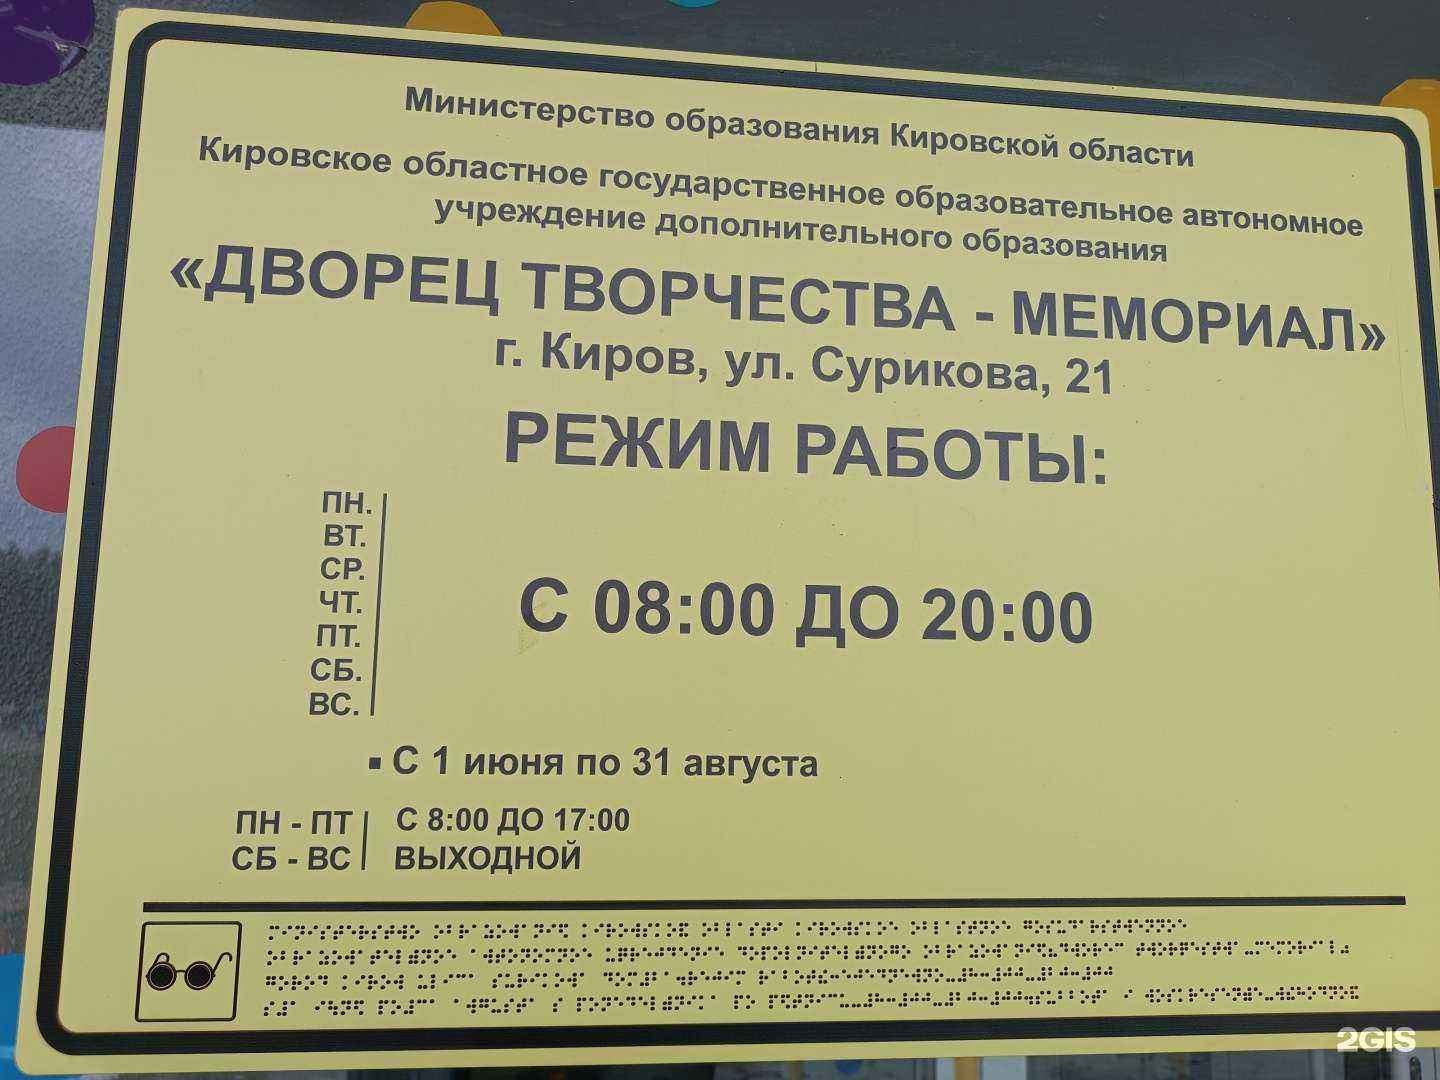 Министерство образования Кировской области
Кировское областное государственное образовательное автономное
учреждение дополнительного образования
«ДВОРЕЦ ТВОРЧЕСТВА - МЕМОРИАЛ»
г. Киров, ул. Сурикова, 21
РЕЖИМ РАБОТЫ:
ПН.
ВТ.
СР.
ЧТ.
ПТ.
СБ.
ВС.
С 08:00 ДО 20:00
▪ С 1 июня по 31 августа
ПН - ПТ С 8:00 ДО 17:00
СБ - ВС ВЫХОДНОЙ
2GIS